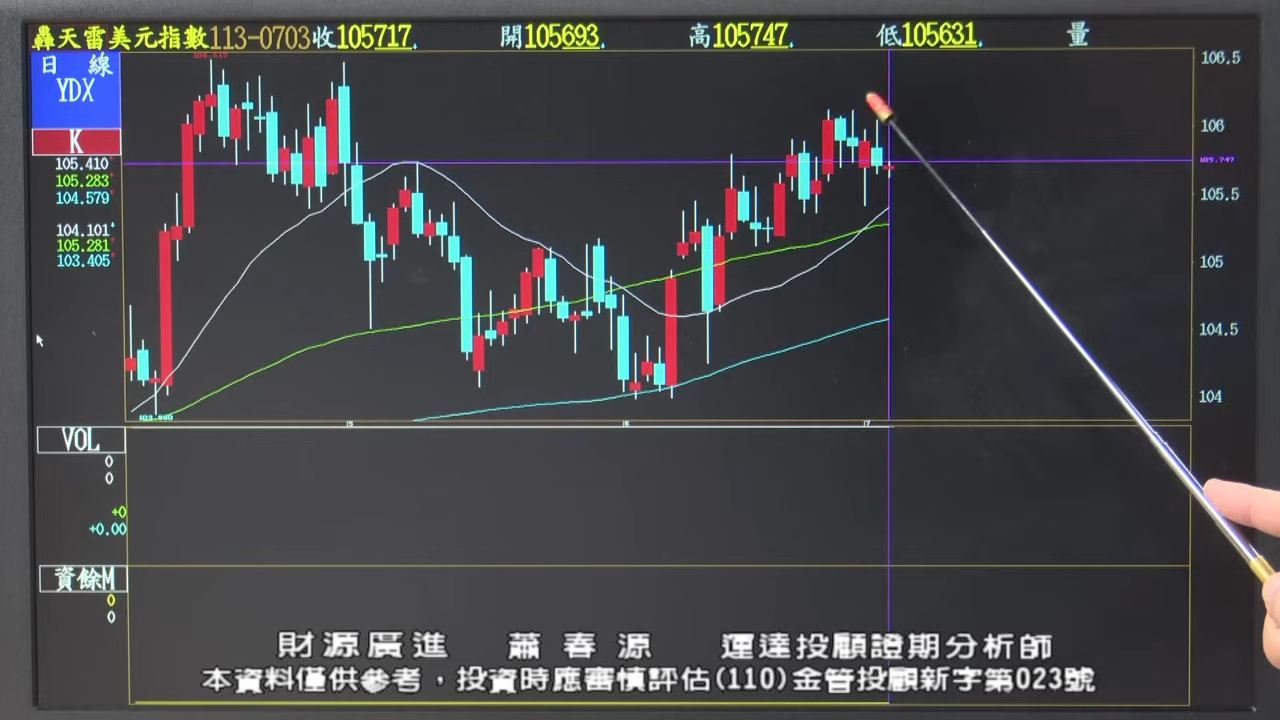 轟天雷美元指數113-0703收105717. 開105693. 高105747. 低105631. 量
日 線
YDX
K
105.410
105.283
104.579
104.101
105.281
103.405
106.5
106
105.747
105.5
105
104.5
104
5 6 7
VOL
0
0
+0
+0.00
資餘M
0
0
財源廣進 蕭春源 運達投顧證期分析師
本資料僅供參考，投資時應審慎評估(110)金管投顧新字第023號